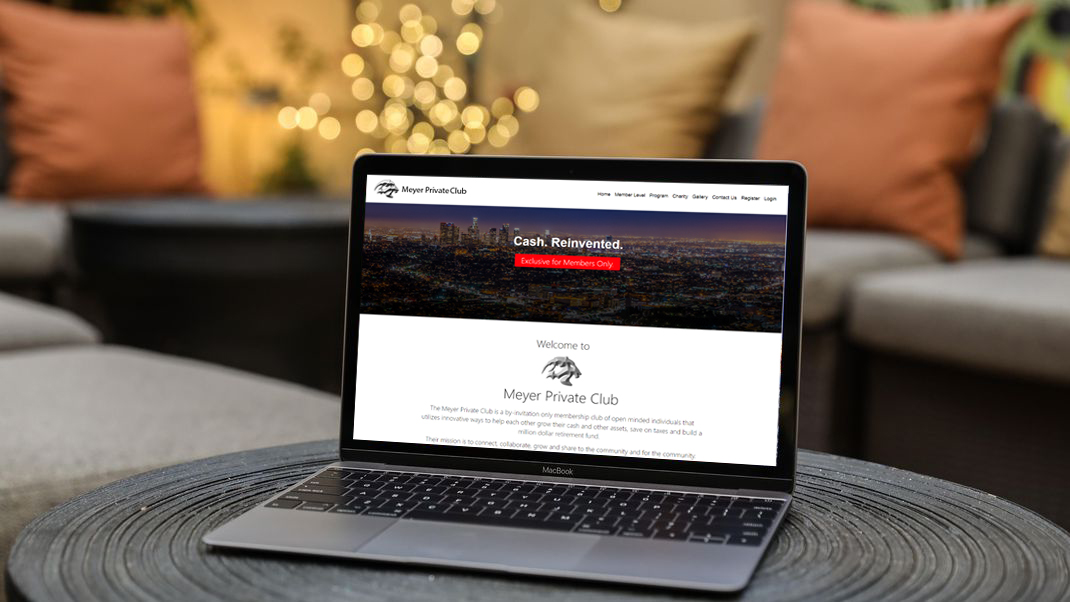 Meyer Private Club
Home Member Level Program Charity Gallery Contact Us Register Login
Cash. Reinvented.
Exclusive for Members Only.
Welcome to
Meyer Private Club
The Meyer Private Club is a by-invitation only membership club of open minded individuals that
utilizes innovative ways to help each other grow their cash and other assets, save on taxes and build a
million dollar retirement fund.
Their mission is to connect, collaborate, grow and share to the community and for the community.
MacBook